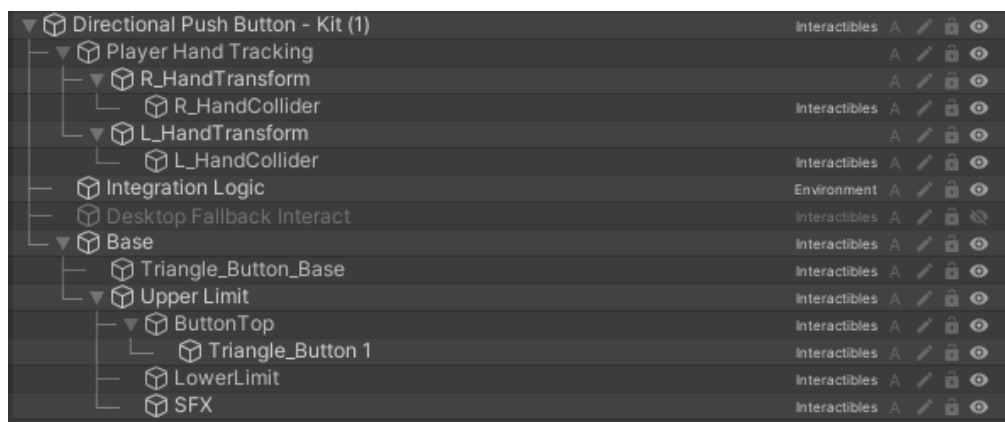 Directional Push Button - Kit (1) Interactibles A
Player Hand Tracking A
R_HandTransform A
R_HandCollider Interactibles A
L_HandTransform A
L_HandCollider Interactibles A
Integration Logic Environment A
Desktop Fallback Interact Interactibles A
Base Interactibles A
Triangle_Button_Base Interactibles A
Upper Limit Interactibles A
ButtonTop Interactibles A
Triangle_Button 1 Interactibles A
LowerLimit Interactibles A
SFX Interactibles A